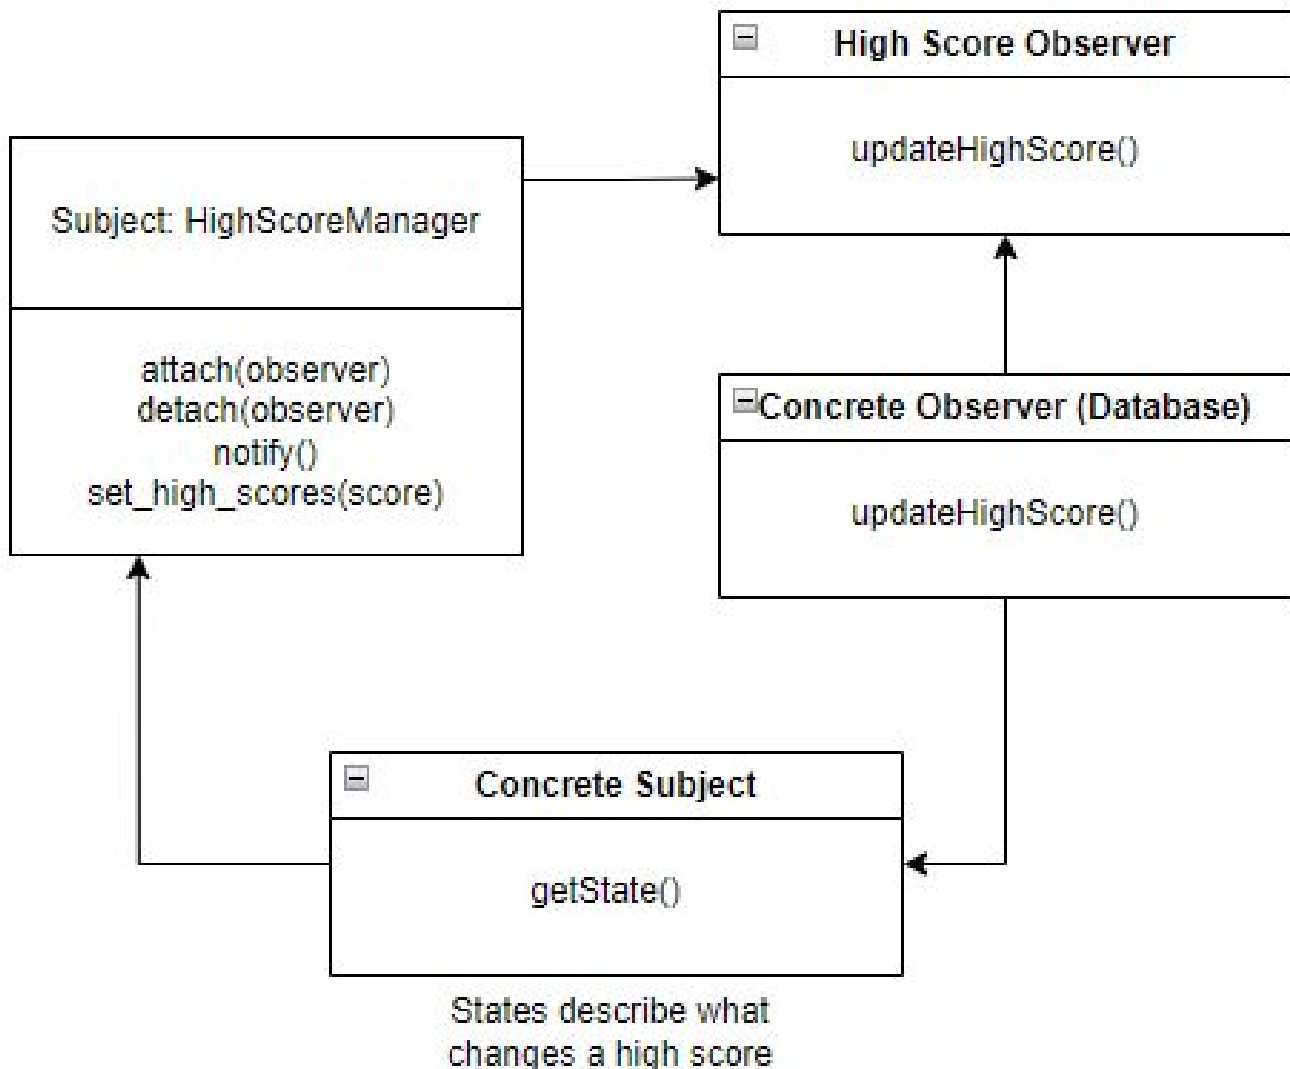 High Score Observer
updateHighScore()
Subject: HighScoreManager
attach(observer)
detach(observer)
notify()
set_high_scores(score)
Concrete Observer (Database)
updateHighScore()
Concrete Subject
getState()
States describe what
changes a high score